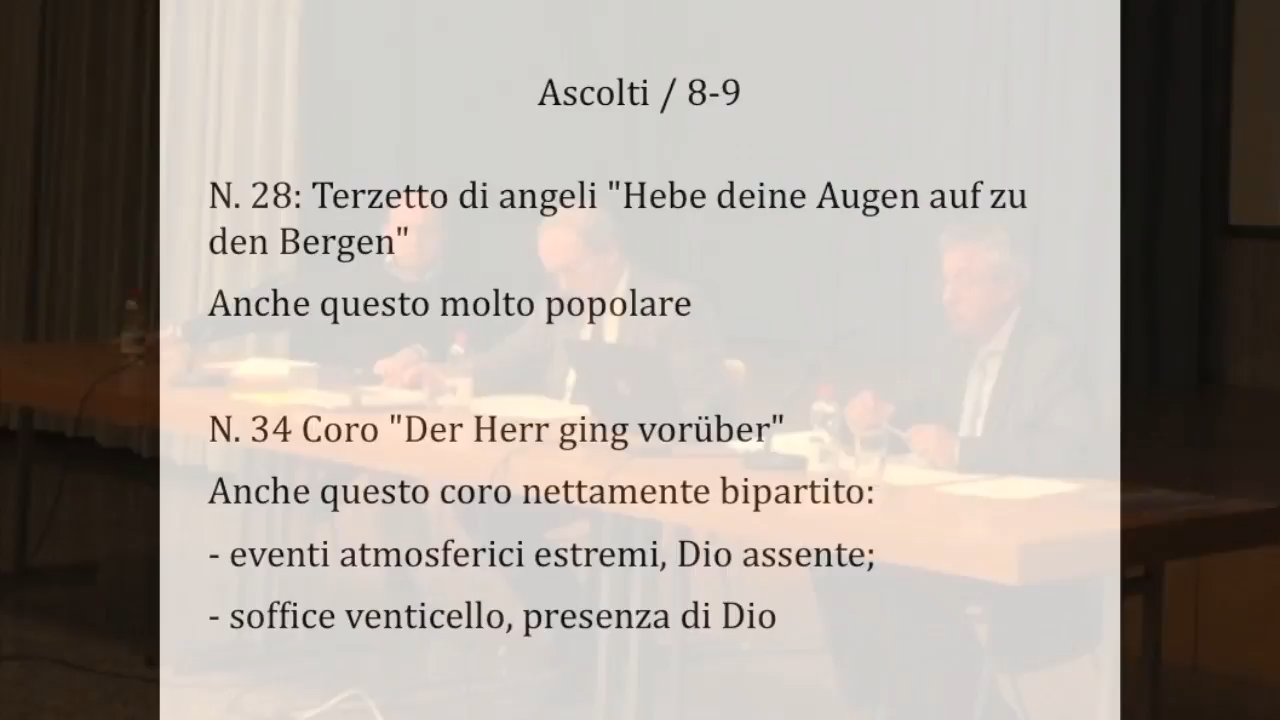 Ascolti / 8-9
N. 28: Terzetto di angeli "Hebe deine Augen auf zu
den Bergen"
Anche questo molto popolare
N. 34 Coro "Der Herr ging vorüber"
Anche questo coro nettamente bipartito:
- eventi atmosferici estremi, Dio assente;
- soffice venticello, presenza di Dio